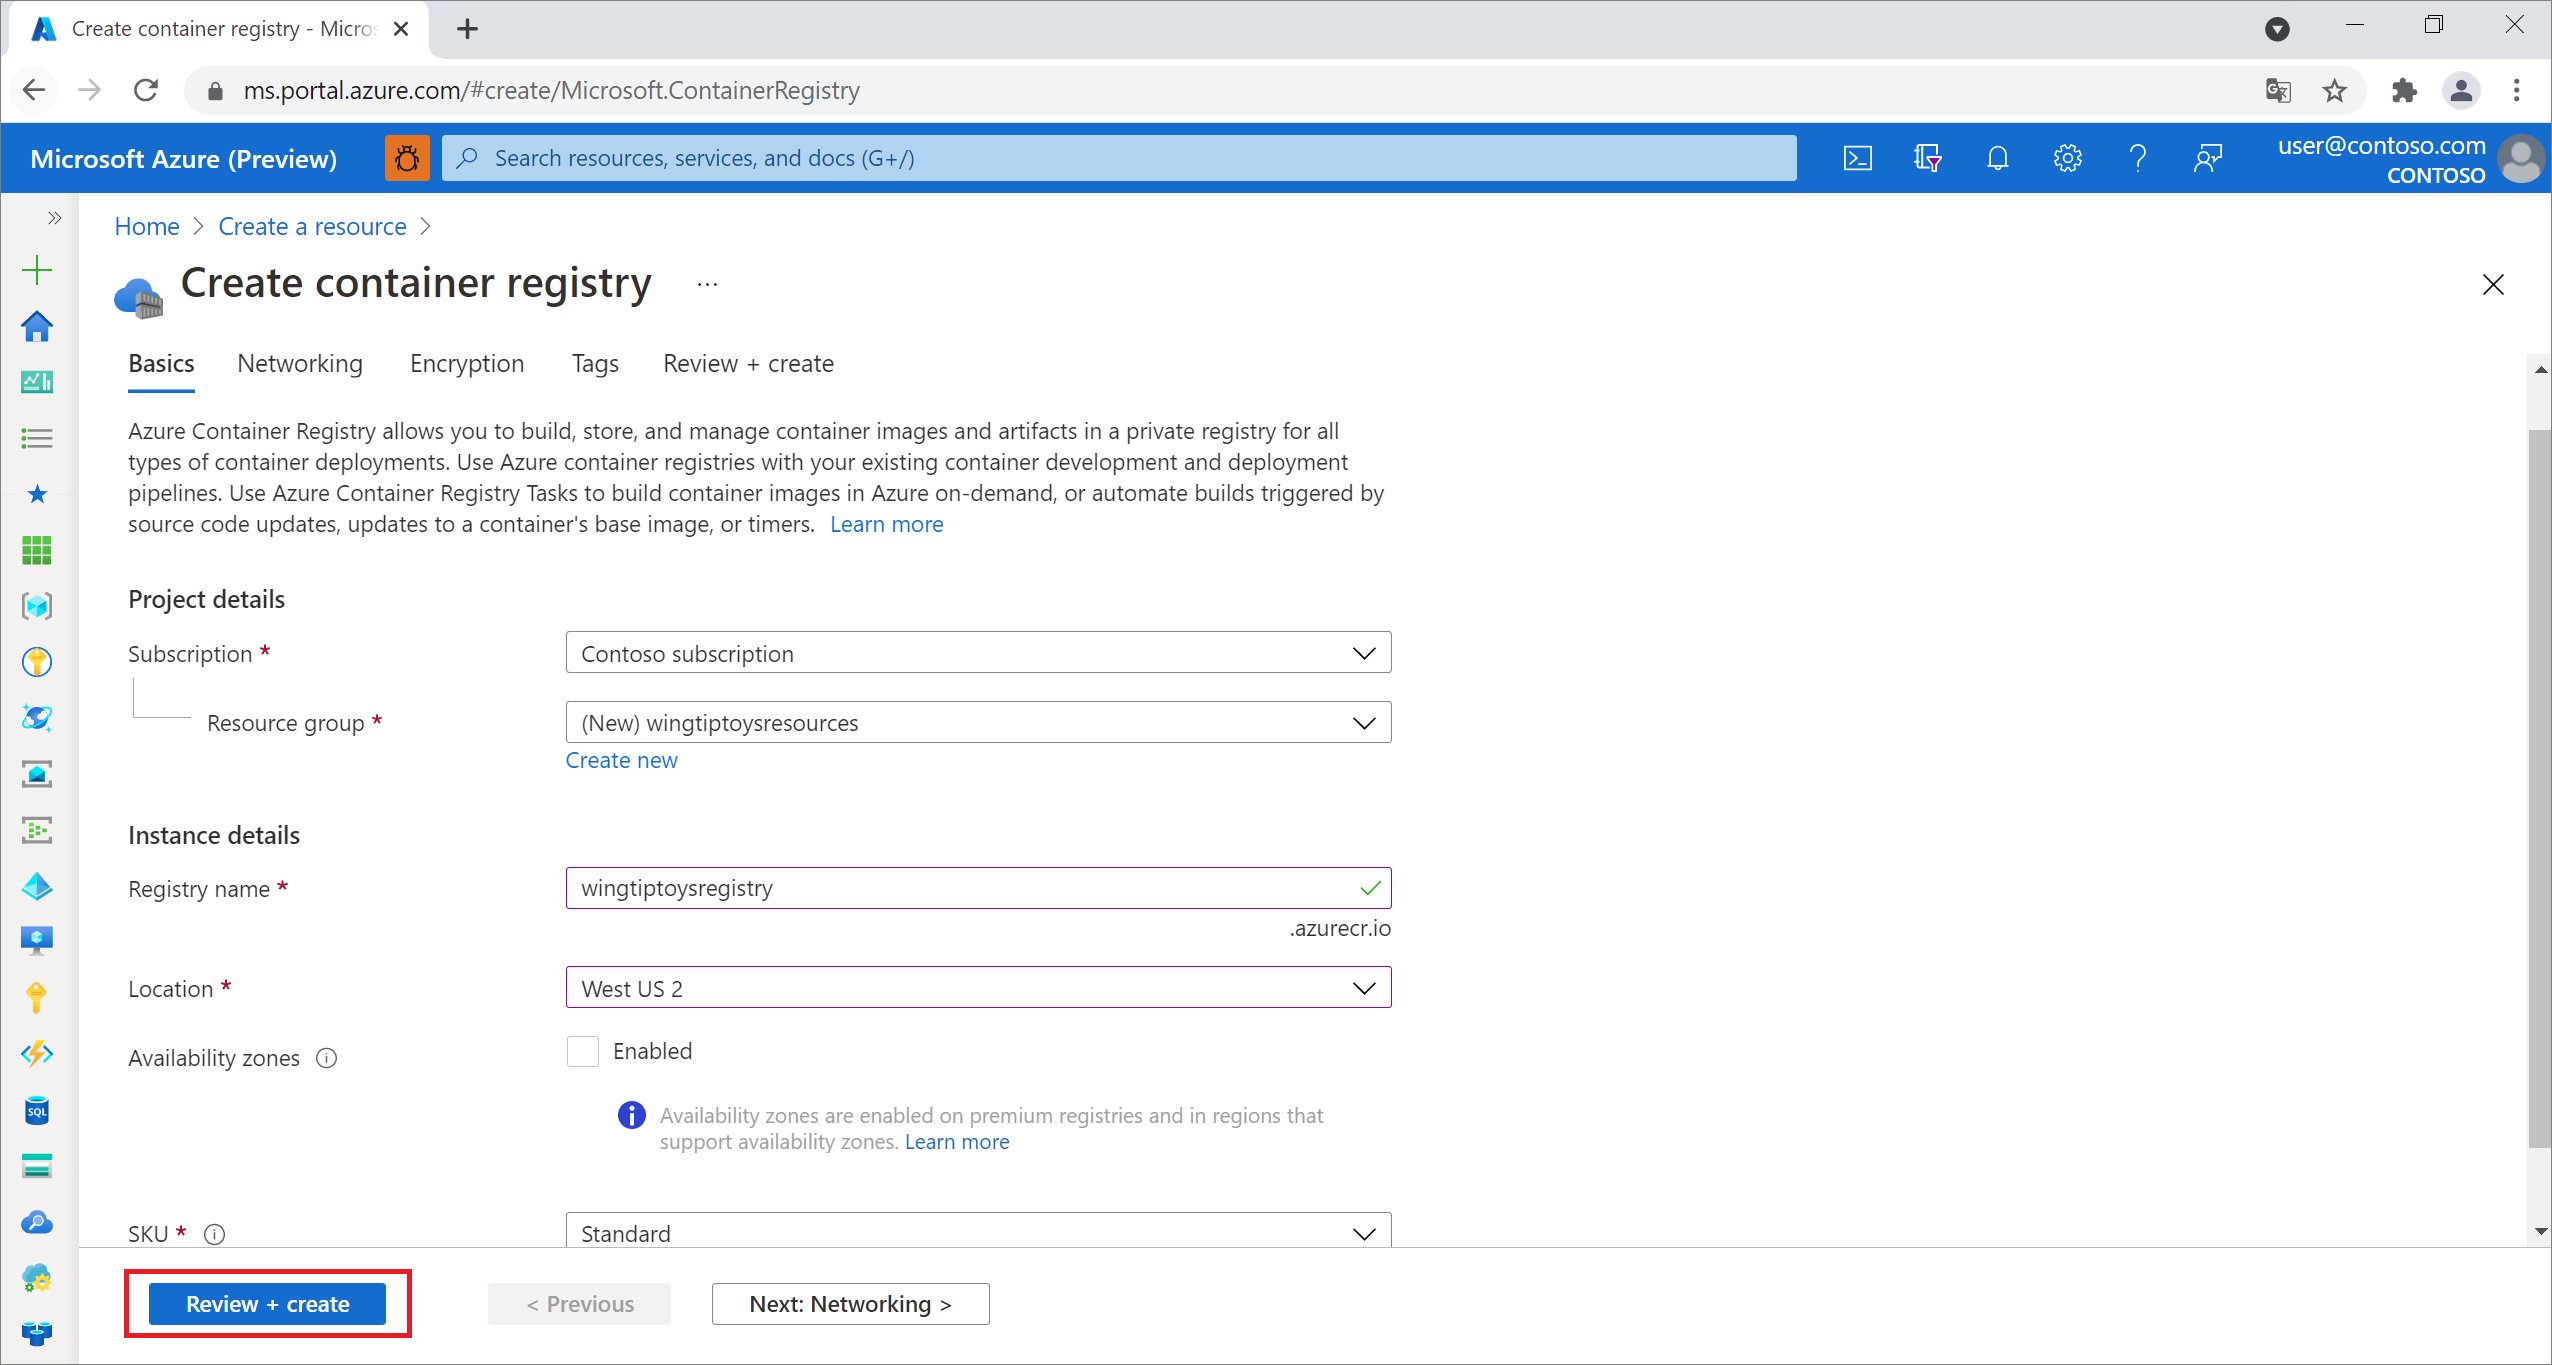 Create container registry - Micros
ms.portal.azure.com/#create/Microsoft.ContainerRegistry
Microsoft Azure (Preview)
Search resources, services, and docs (G+/)
user@contoso.com
CONTOSO
Home > Create a resource >
Create container registry ...
Basics Networking Encryption Tags Review + create
Azure Container Registry allows you to build, store, and manage container images and artifacts in a private registry for all
types of container deployments. Use Azure container registries with your existing container development and deployment
pipelines. Use Azure Container Registry Tasks to build container images in Azure on-demand, or automate builds triggered by
source code updates, updates to a container's base image, or timers. Learn more
Project details
Subscription * Contoso subscription
Resource group * (New) wingtiptoysresources
Create new
Instance details
Registry name * wingtiptoysregistry
.azurecr.io
Location * West US 2
Availability zones Enabled
Availability zones are enabled on premium registries and in regions that
support availability zones. Learn more
SKU * Standard
SQL
Review + create < Previous Next: Networking >